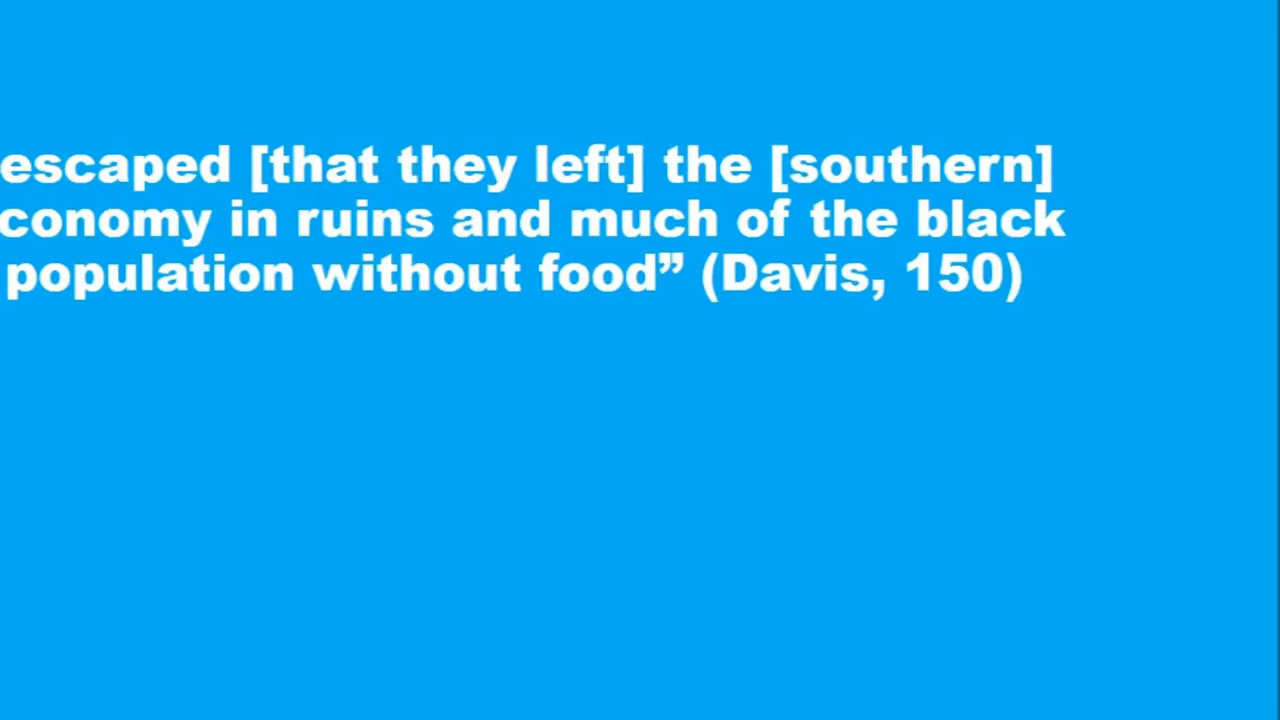 escaped [that they left] the [southern]
conomy in ruins and much of the black
population without food” (Davis, 150)